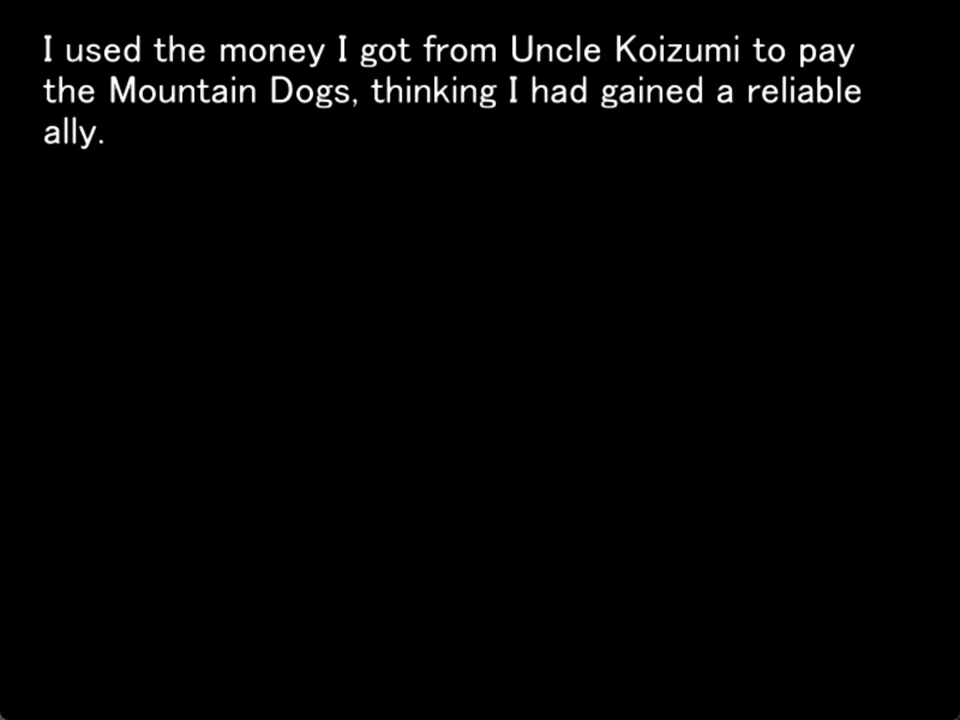 I used the money I got from Uncle Koizumi to pay
the Mountain Dogs, thinking I had gained a reliable
ally.